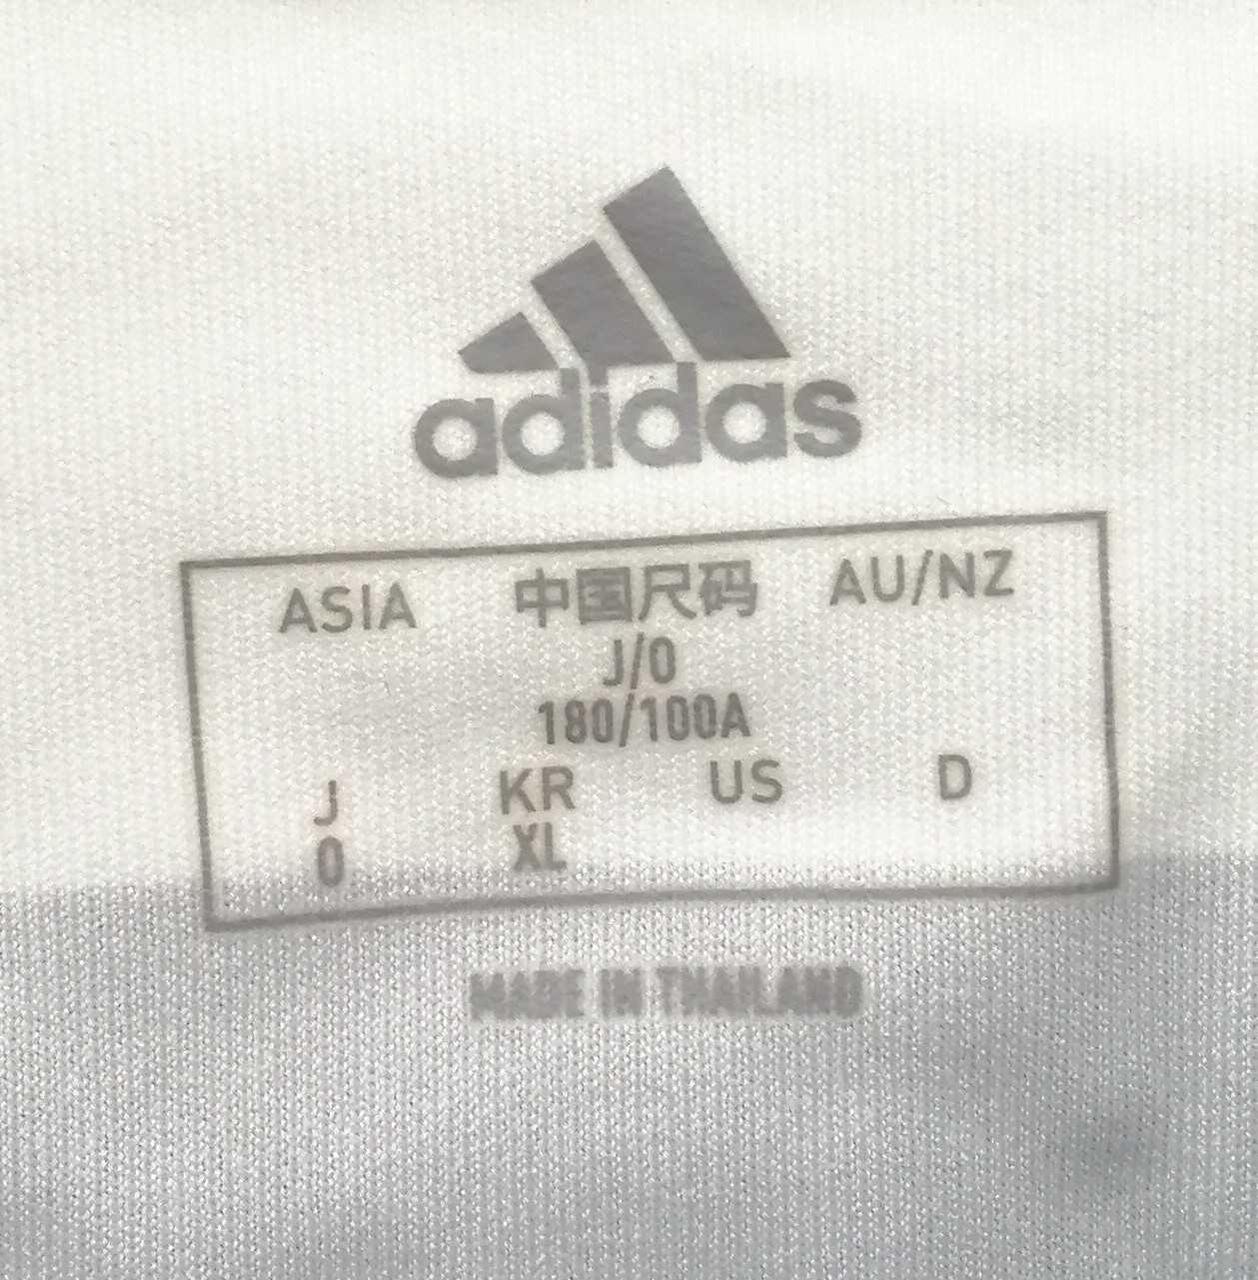 adidas
ASIA 中国尺码 AU/NZ
J/O
180/100A
J KR US D
O XL
MADE IN THAILAND